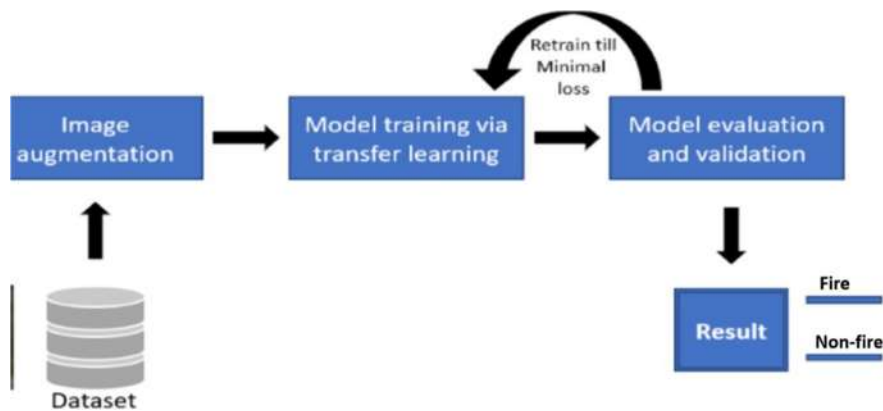 Retrain till
Minimal
loss
Image
augmentation
Model training via
transfer learning
Model evaluation
and validation
Fire
Result
Non-fire
Dataset